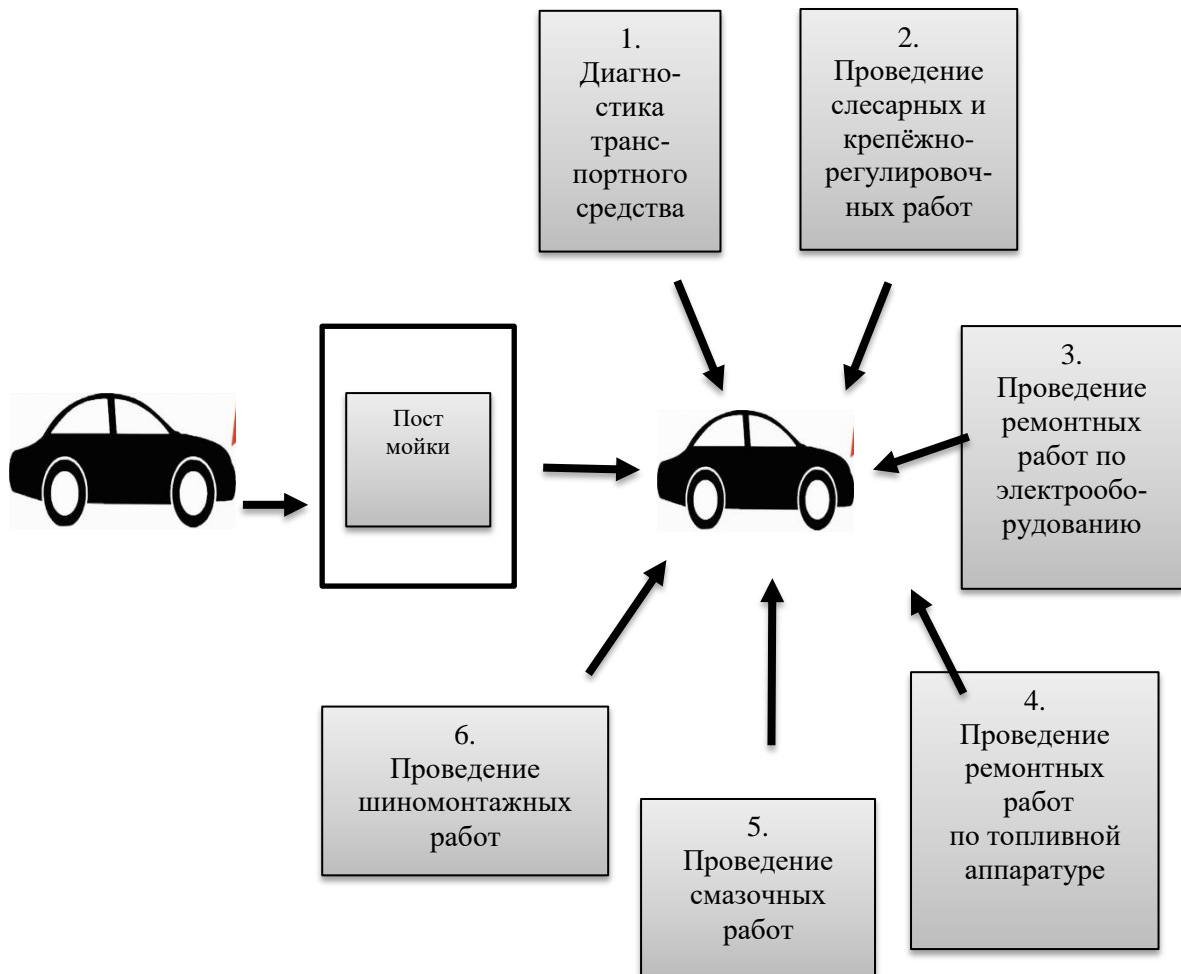 1.
Диагно-
стика
транс-
портного
средства
2.
Проведение
слесарных и
крепёжно-
регулировоч-
ных работ
3.
Проведение
ремонтных
работ по
электрообо-
рудованию
Пост
мойки
4.
Проведение
ремонтных
работ
по топливной
аппаратуре
5.
Проведение
смазочных
работ
6.
Проведение
шиномонтажных
работ